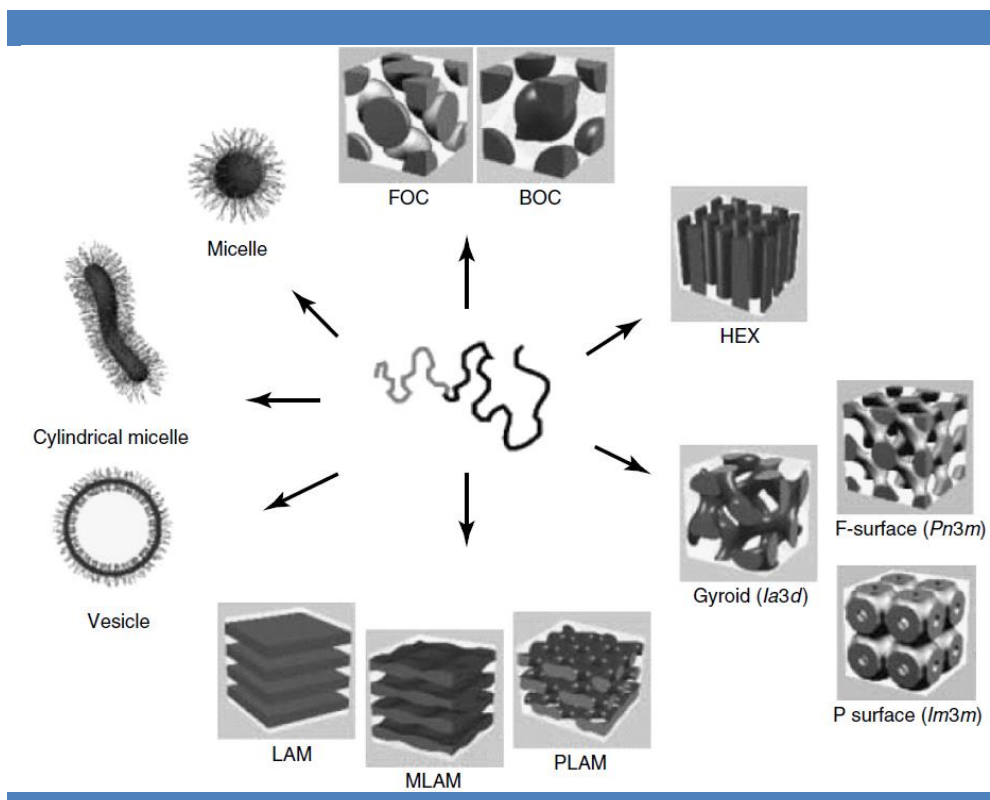 FOC
BOC
Micelle
HEX
Cylindrical micelle
F-surface (Pn3m)
Gyroid (Ia3d)
Vesicle
P surface (Im3m)
LAM
MLAM
PLAM